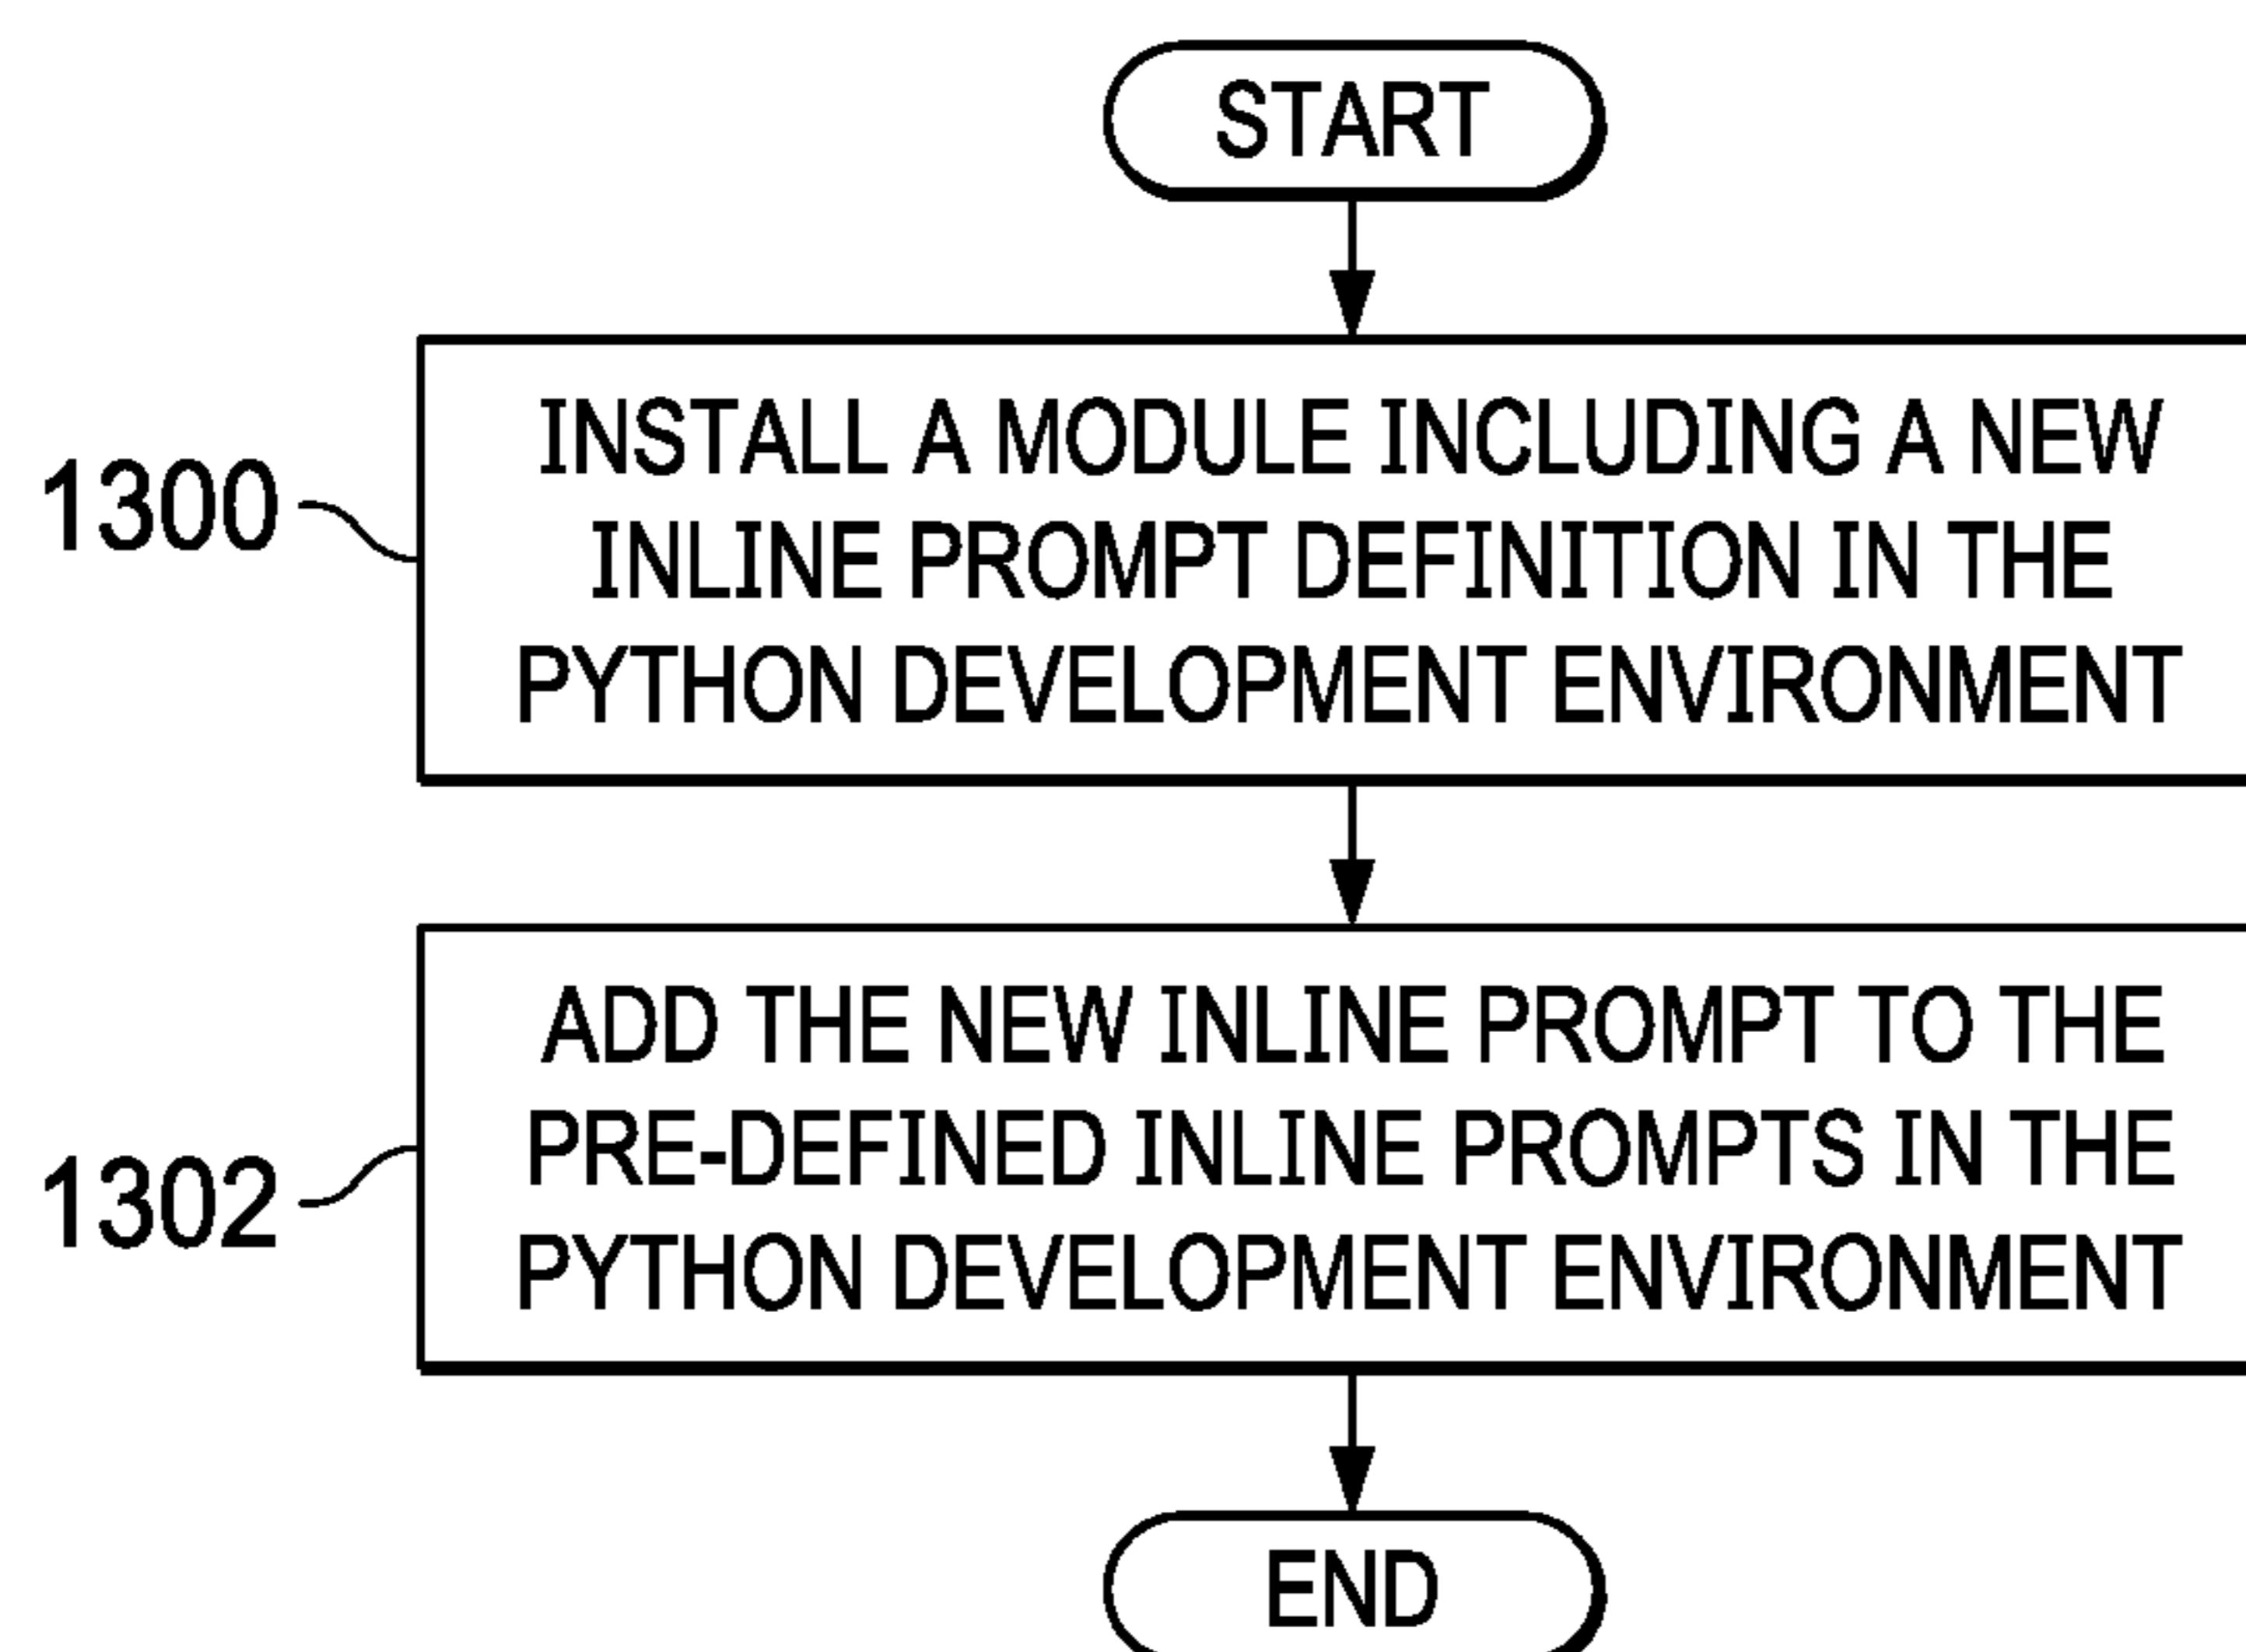 START
INSTALL A MODULE INCLUDING A NEW
1300
INLINE PROMPT DEFINITION IN THE
PYTHON DEVELOPMENT ENVIRONMENT
ADD THE NEW INLINE PROMPT TO THE
PRE-DEFINED INLINE PROMPTS IN THE
1302
PYTHON DEVELOPMENT ENVIRONMENT
END